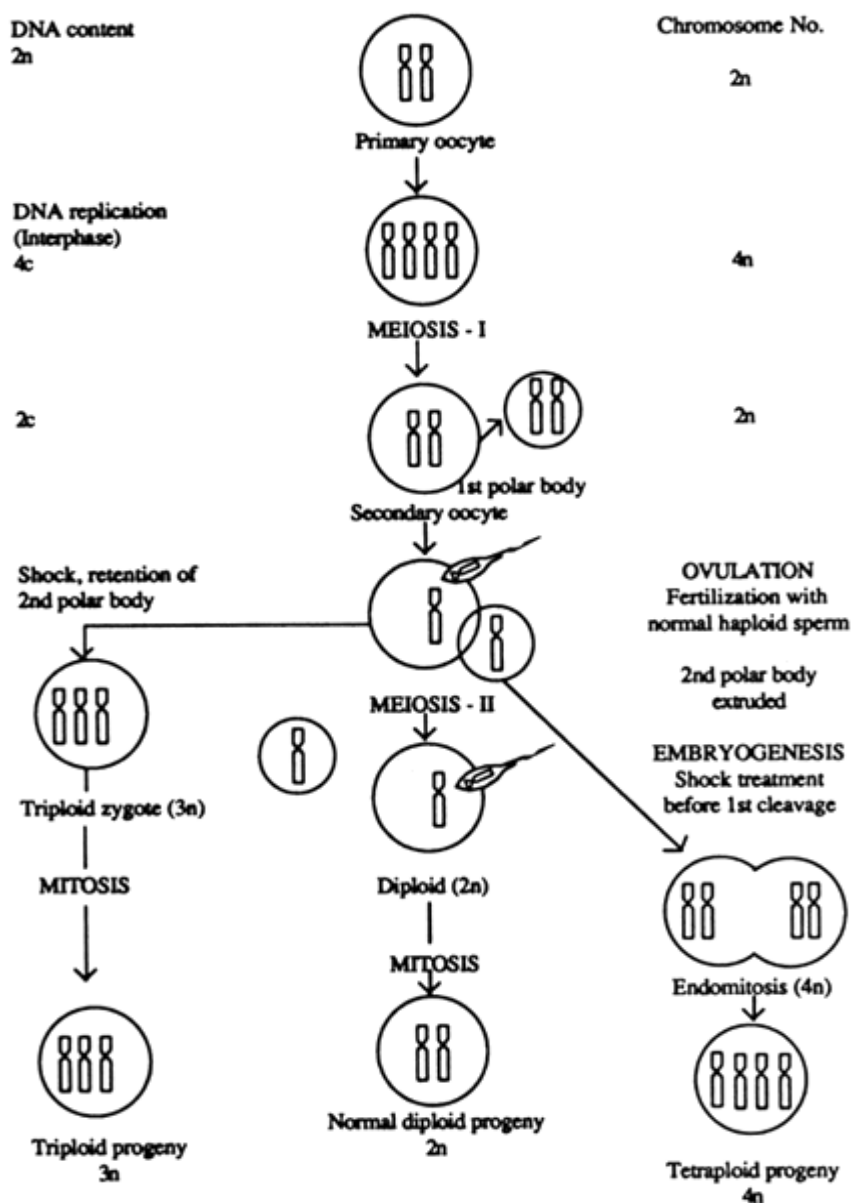 DNA content
2n
Chromosome No.
2n
Primary oocyte
DNA replication
(Interphase)
4c
4n
MEIOSIS - I
2c
2n
1st polar body
Secondary oocyte
Shock, retention of
2nd polar body
OVULATION
Fertilization with
normal haploid sperm
2nd polar body
extruded
MEIOSIS - II
EMBRYOGENESIS
Shock treatment
before 1st cleavage
Triploid zygote (3n)
MITOSIS
Diploid (2n)
MITOSIS
Endomitosis (4n)
Triploid progeny
3n
Normal diploid progeny
2n
Tetraploid progeny
4n